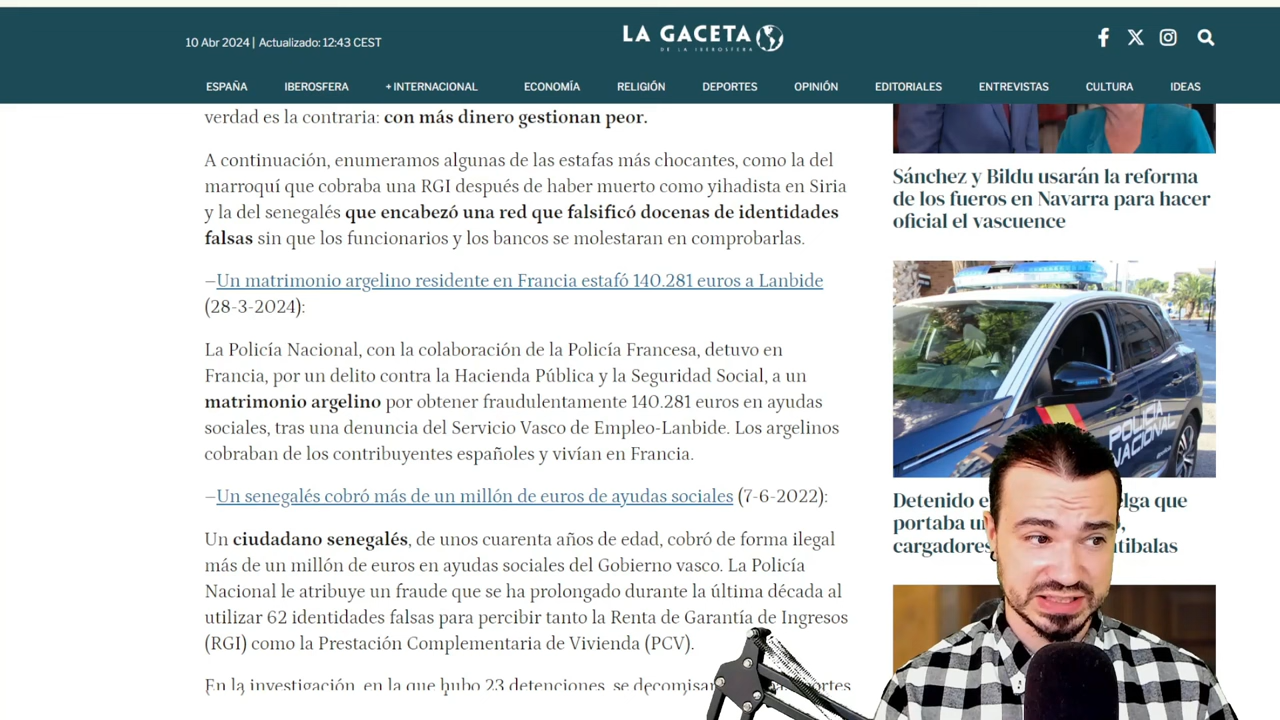 10 Abr 2024 | Actualizado: 12:43 CEST
LA GACETA
DE LA IBEROSFERA
ESPAÑA IBEROSFERA + INTERNACIONAL ECONOMÍA RELIGIÓN DEPORTES OPINIÓN EDITORIALES ENTREVISTAS CULTURA IDEAS
verdad es la contraria: con más dinero gestionan peor.
A continuación, enumeramos algunas de las estafas más chocantes, como la del
marroquí que cobraba una RGI después de haber muerto como yihadista en Siria
y la del senegalés que encabezó una red que falsificó docenas de identidades
falsas sin que los funcionarios y los bancos se molestaran en comprobarlas.
–Un matrimonio argelino residente en Francia estafó 140.281 euros a Lanbide
(28-3-2024):
La Policía Nacional, con la colaboración de la Policía Francesa, detuvo en
Francia, por un delito contra la Hacienda Pública y la Seguridad Social, a un
matrimonio argelino por obtener fraudulentamente 140.281 euros en ayudas
sociales, tras una denuncia del Servicio Vasco de Empleo-Lanbide. Los argelinos
cobraban de los contribuyentes españoles y vivían en Francia.
–Un senegalés cobró más de un millón de euros de ayudas sociales (7-6-2022):
Un ciudadano senegalés, de unos cuarenta años de edad, cobró de forma ilegal
más de un millón de euros en ayudas sociales del Gobierno vasco. La Policía
Nacional le atribuye un fraude que se ha prolongado durante la última década al
utilizar 62 identidades falsas para percibir tanto la Renta de Garantía de Ingresos
(RGI) como la Prestación Complementaria de Vivienda (PCV).
En la investigación, en la que hubo 23 detenciones, se
Sánchez y Bildu usarán la reforma
de los fueros en Navarra para hacer
oficial el vascuence
POLICÍA
NACIONAL
Detenido que
portaba
cargadores